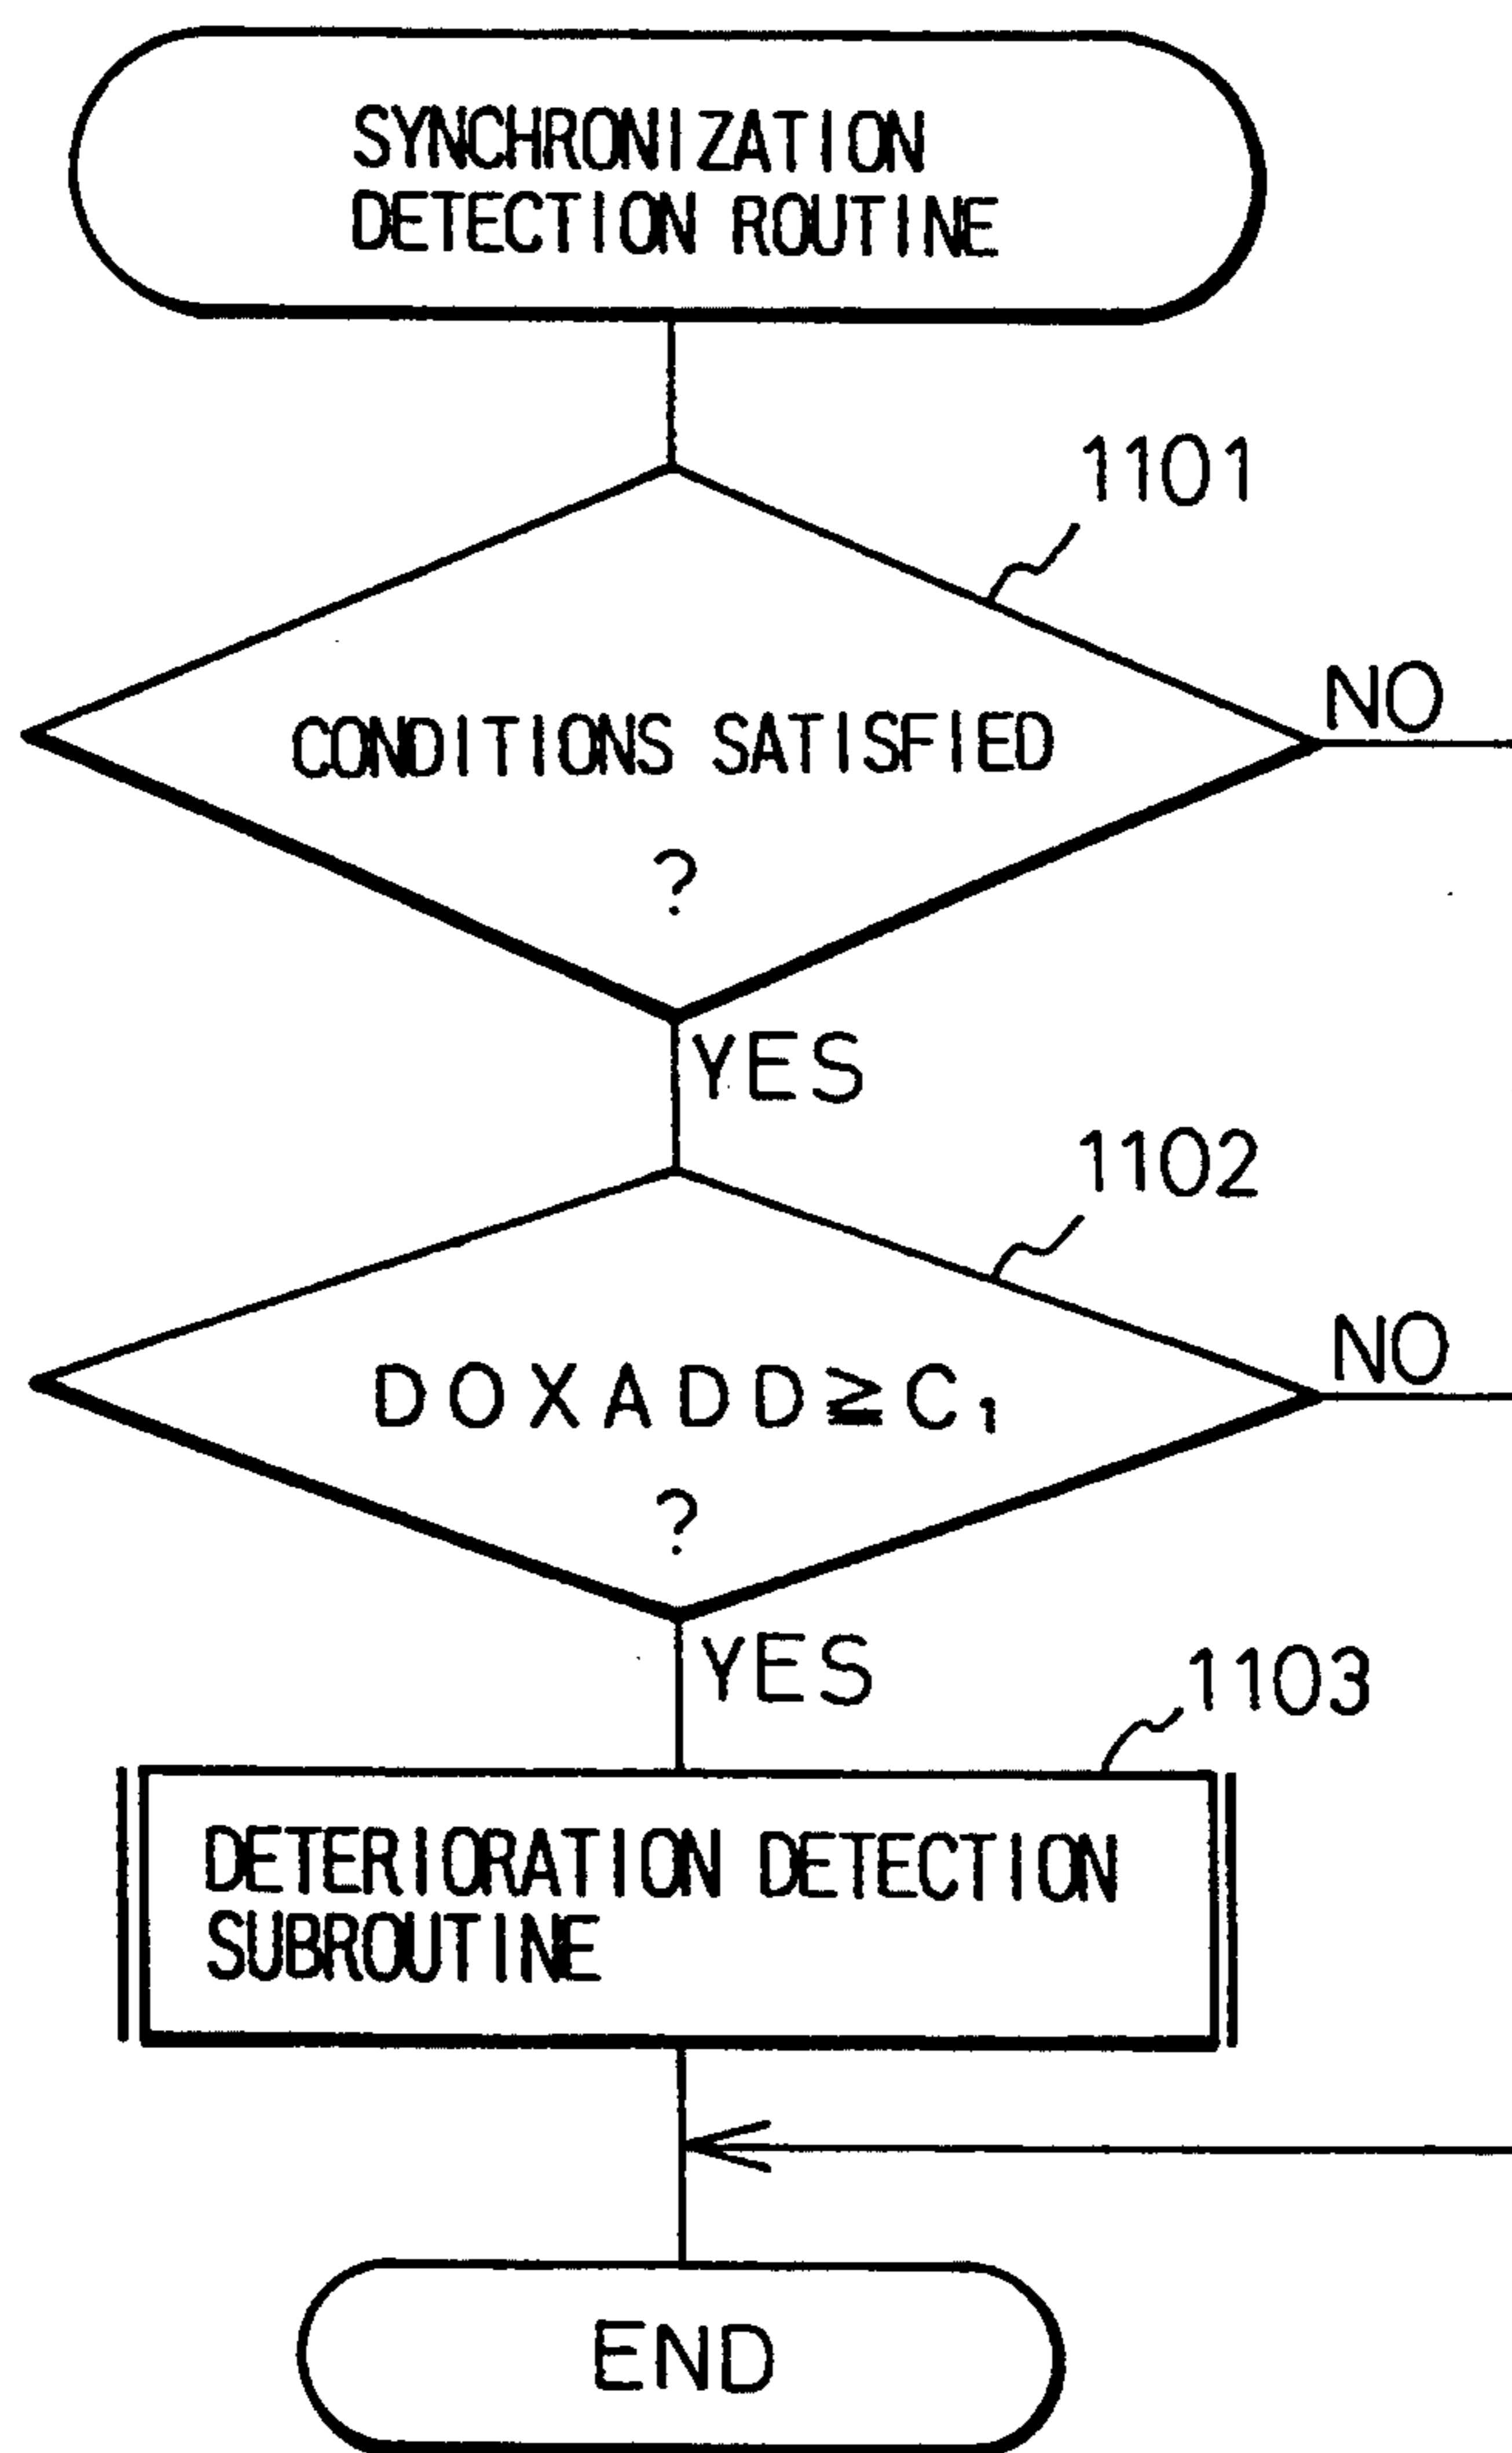 SYNCHRONIZATION
DETECTION ROUTINE
1101
CONDITIONS SATISFIED
?
NO
YES
1102
DOXADD≧C₁
?
NO
YES
1103
DETERIORATION DETECTION
SUBROUTINE
END